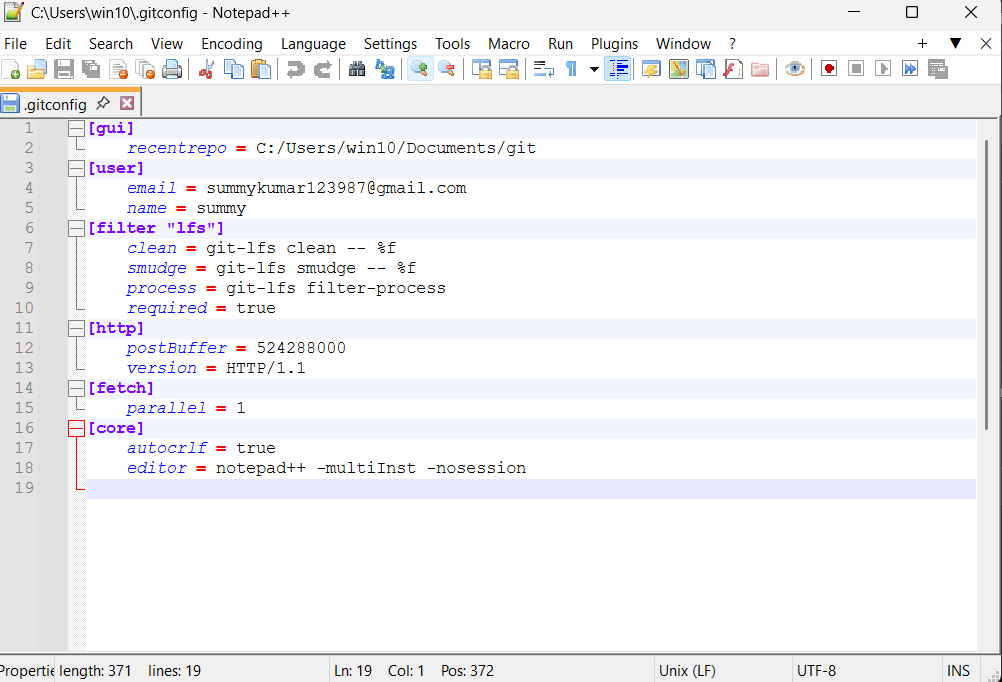 C:\Users\win10\.gitconfig - Notepad++
File Edit Search View Encoding Language Settings Tools Macro Run Plugins Window ?
.gitconfig
1 [gui]
2 recentrepo = C:/Users/win10/Documents/git
3 [user]
4 email = summykumar123987@gmail.com
5 name = summy
6 [filter "lfs"]
7 clean = git-lfs clean -- %f
8 smudge = git-lfs smudge -- %f
9 process = git-lfs filter-process
10 required = true
11 [http]
12 postBuffer = 524288000
13 version = HTTP/1.1
14 [fetch]
15 parallel = 1
16 [core]
17 autocrlf = true
18 editor = notepad++ -multiInst -nosession
19
Propertie length: 371 lines: 19 Ln: 19 Col: 1 Pos: 372 Unix (LF) UTF-8 INS